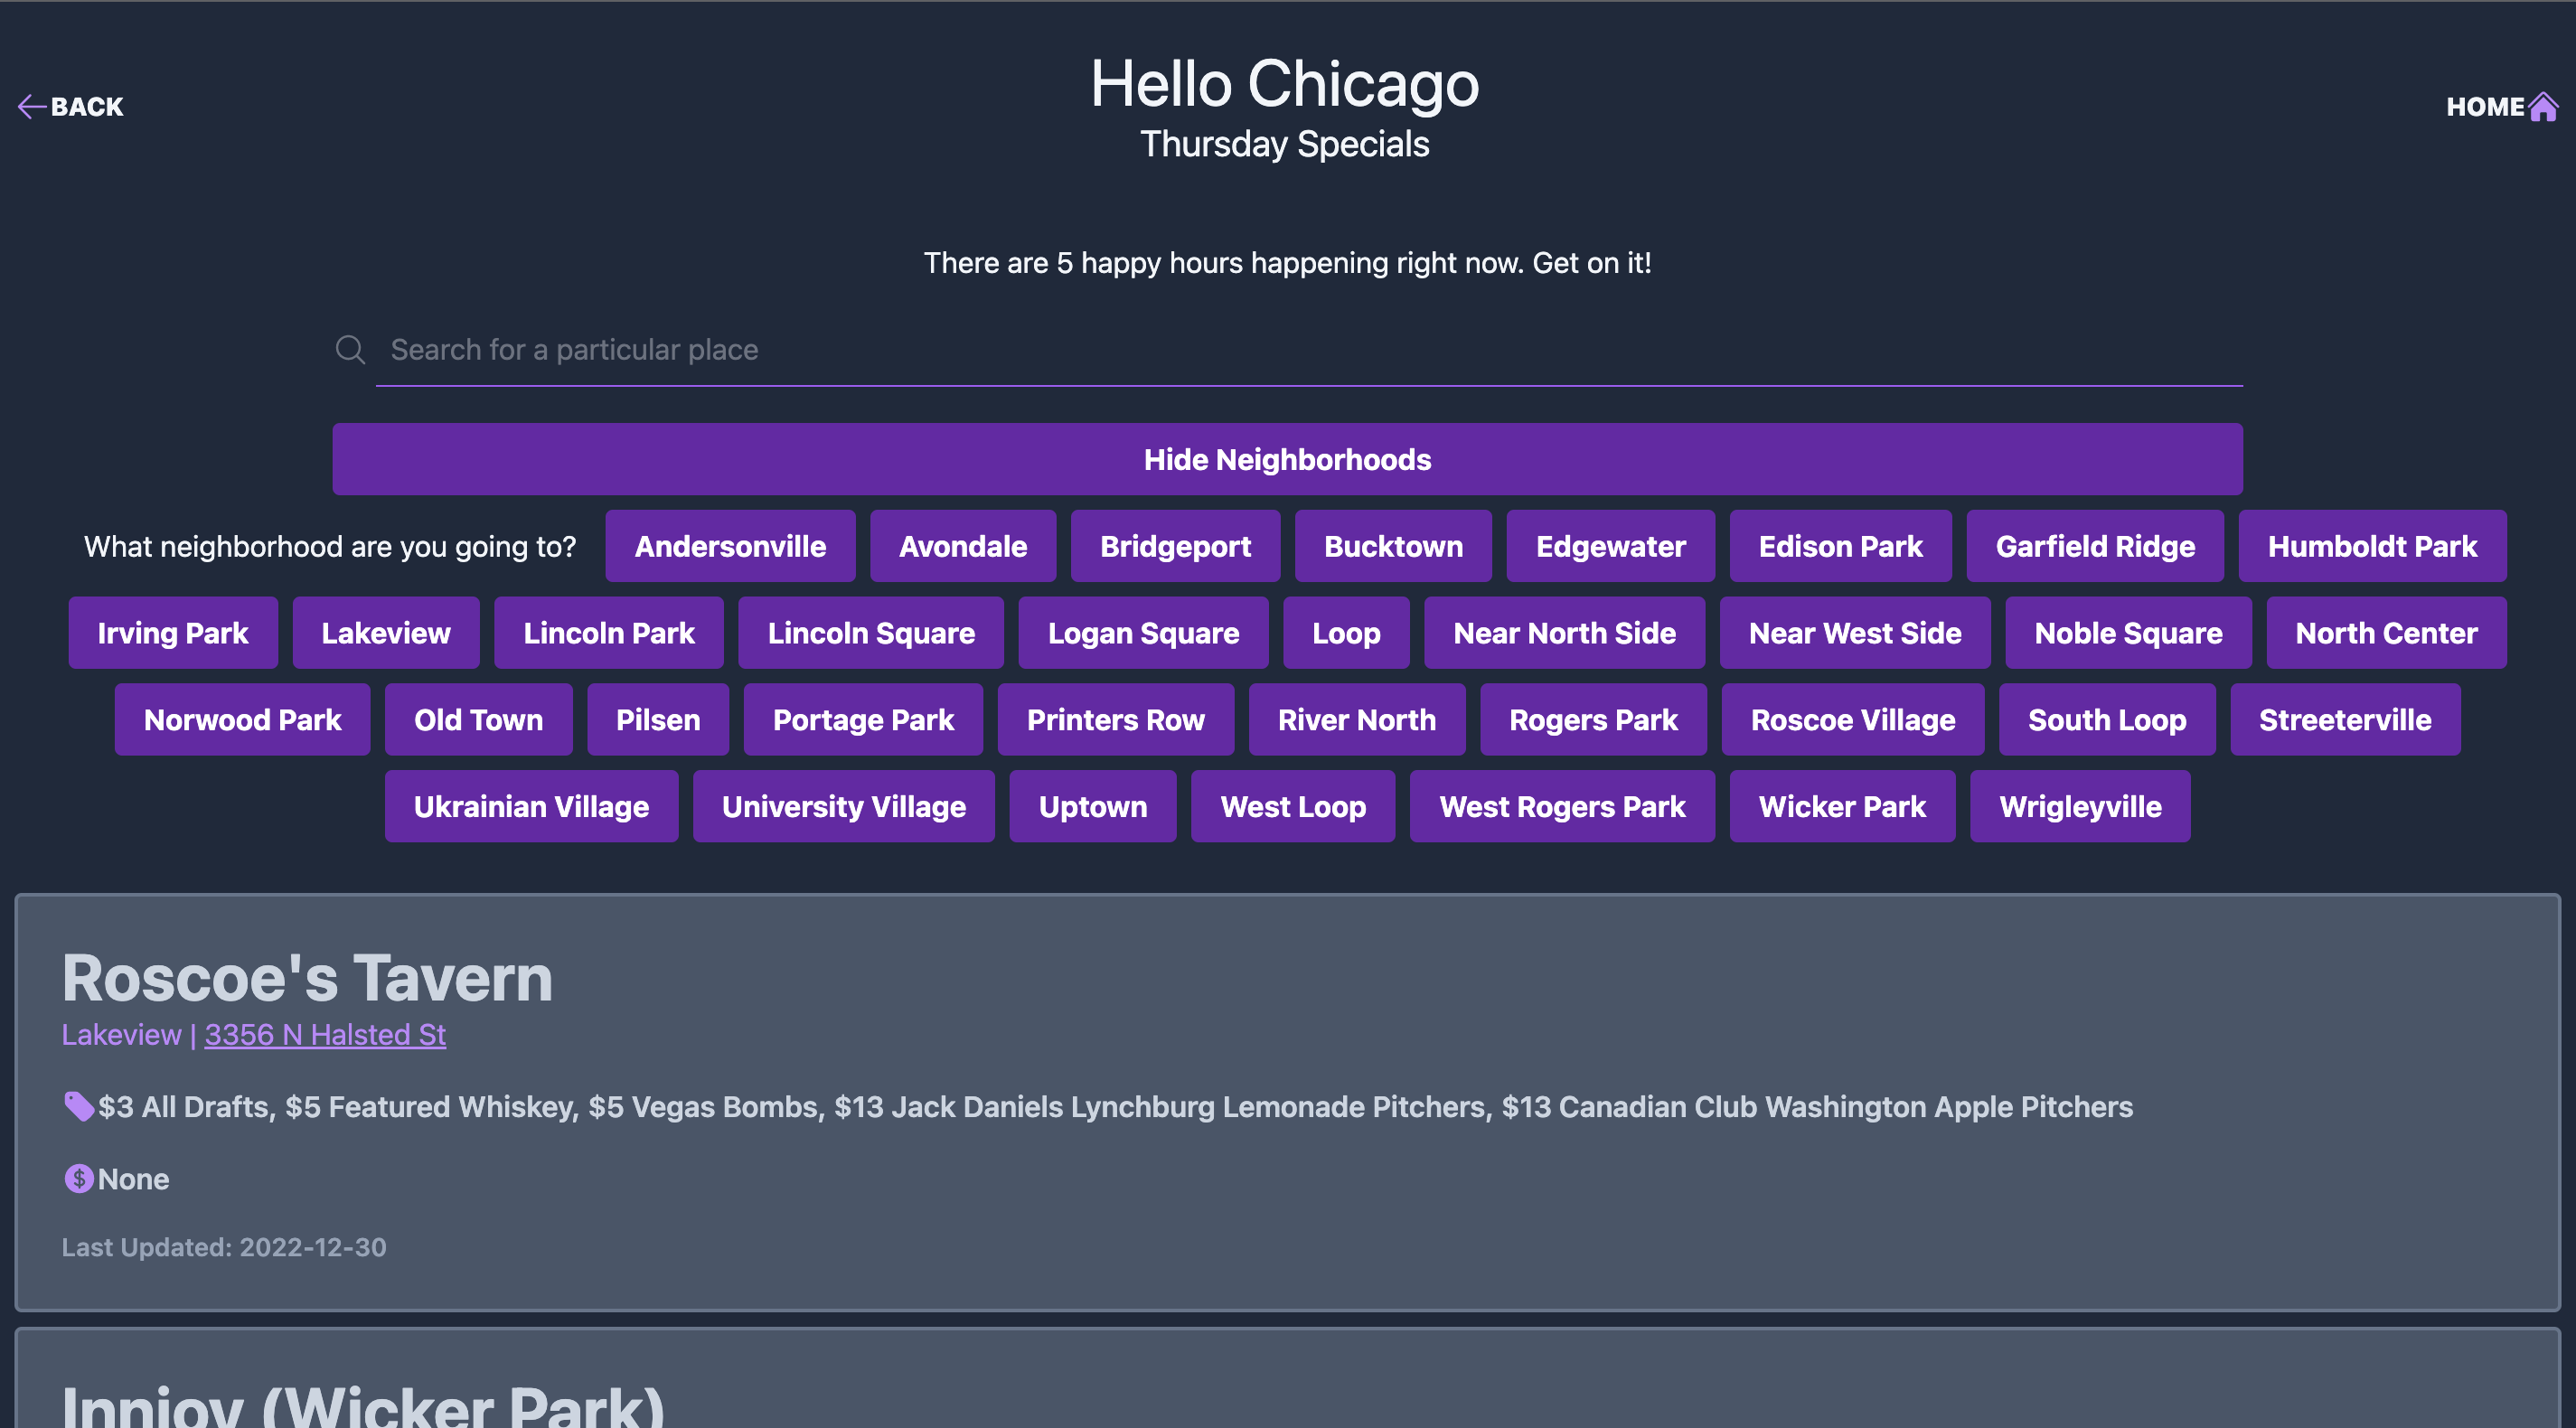 BACK
Hello Chicago
Thursday Specials
HOME
There are 5 happy hours happening right now. Get on it!
Search for a particular place
Hide Neighborhoods
What neighborhood are you going to? Andersonville Avondale Bridgeport Bucktown Edgewater Edison Park Garfield Ridge Humboldt Park
Irving Park Lakeview Lincoln Park Lincoln Square Logan Square Loop Near North Side Near West Side Noble Square North Center
Norwood Park Old Town Pilsen Portage Park Printers Row River North Rogers Park Roscoe Village South Loop Streeterville
Ukrainian Village University Village Uptown West Loop West Rogers Park Wicker Park Wrigleyville
Roscoe's Tavern
Lakeview | 3356 N Halsted St
$3 All Drafts, $5 Featured Whiskey, $5 Vegas Bombs, $13 Jack Daniels Lynchburg Lemonade Pitchers, $13 Canadian Club Washington Apple Pitchers
None
Last Updated: 2022-12-30
Innjoy (Wicker Park)